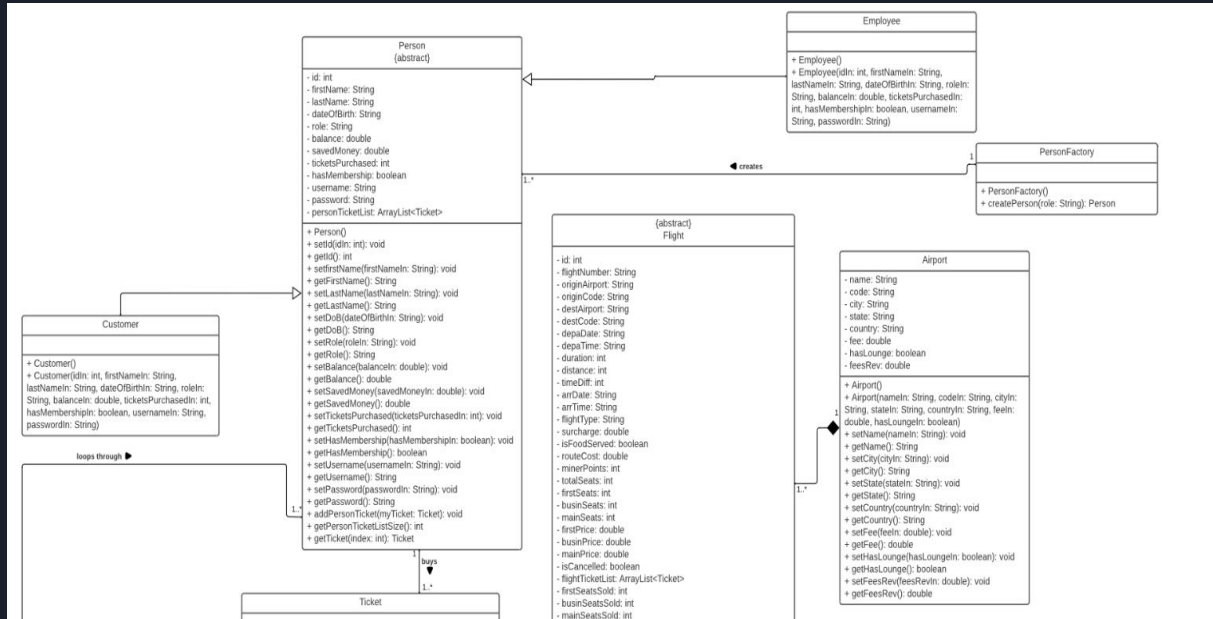 Employee
+ Employee()
+ Employee(idIn: int, firstNameIn: String,
lastNameIn: String, dateOfBirthIn: String, roleIn:
String, balanceIn: double, ticketsPurchasedIn:
int, hasMembershipIn: boolean, usernameIn:
String, passwordIn: String)
Person
{abstract}
- id: int
- firstName: String
- lastName: String
- dateOfBirth: String
- role: String
- balance: double
- savedMoney: double
- ticketsPurchased: int
- hasMembership: boolean
- username: String
- password: String
- personTicketList: ArrayList<Ticket>
+ Person()
+ setId(idIn: int): void
+ getId(): int
+ setfirstName(firstNameIn: String): void
+ getFirstName(): String
+ setLastName(lastNameIn: String): void
+ getLastName(): String
+ setDoB(dateOfBirthIn: String): void
+ getDoB(): String
+ setRole(roleIn: String): void
+ getRole(): String
+ setBalance(balanceIn: double): void
+ getBalance(): double
+ setSavedMoney(savedMoneyIn: double): void
+ getSavedMoney(): double
+ setTicketsPurchased(ticketsPurchasedIn: int): void
+ getTicketsPurchased(): int
+ setHasMembership(hasMembershipIn: boolean): void
+ getHasMembership(): boolean
+ setUsername(usernameIn: String): void
+ getUsername(): String
+ setPassword(passwordIn: String): void
+ getPassword(): String
+ addPersonTicket(myTicket: Ticket): void
+ getPersonTicketListSize(): int
+ getTicket(index: int): Ticket
creates
1
1..*
PersonFactory
+ PersonFactory()
+ createPerson(role: String): Person
Customer
+ Customer()
+ Customer(idIn: int, firstNameIn: String,
lastNameIn: String, dateOfBirthIn: String, roleIn:
String, balanceIn: double, ticketsPurchasedIn: int,
hasMembershipIn: boolean, usernameIn: String,
passwordIn: String)
loops through
1..*
1
buys
1..*
Ticket
{abstract}
Flight
- id: int
- flightNumber: String
- originAirport: String
- originCode: String
- destAirport: String
- destCode: String
- depaDate: String
- depaTime: String
- duration: int
- distance: int
- timeDiff: int
- arrDate: String
- arrTime: String
- flightType: String
- surcharge: double
- isFoodServed: boolean
- routeCost: double
- minerPoints: int
- totalSeats: int
- firstSeats: int
- businSeats: int
- mainSeats: int
- firstPrice: double
- businPrice: double
- mainPrice: double
- isCancelled: boolean
- flightTicketList: ArrayList<Ticket>
- firstSeatsSold: int
- businSeatsSold: int
- mainSeatsSold: int
1
1..*
Airport
- name: String
- code: String
- city: String
- state: String
- country: String
- fee: double
- hasLounge: boolean
- feesRev: double
+ Airport()
+ Airport(nameIn: String, codeIn: String, cityIn:
String, stateIn: String, countryIn: String, feeIn:
double, hasLoungeIn: boolean)
+ setName(nameIn: String): void
+ getName(): String
+ setCity(cityIn: String): void
+ getCity(): String
+ setState(stateIn: String): void
+ getState(): String
+ setCountry(countryIn: String): void
+ getCountry(): String
+ setFee(feeIn: double): void
+ getFee(): double
+ setHasLounge(hasLoungeIn: boolean): void
+ getHasLounge(): boolean
+ setFeesRev(feesRevIn: double): void
+ getFeesRev(): double